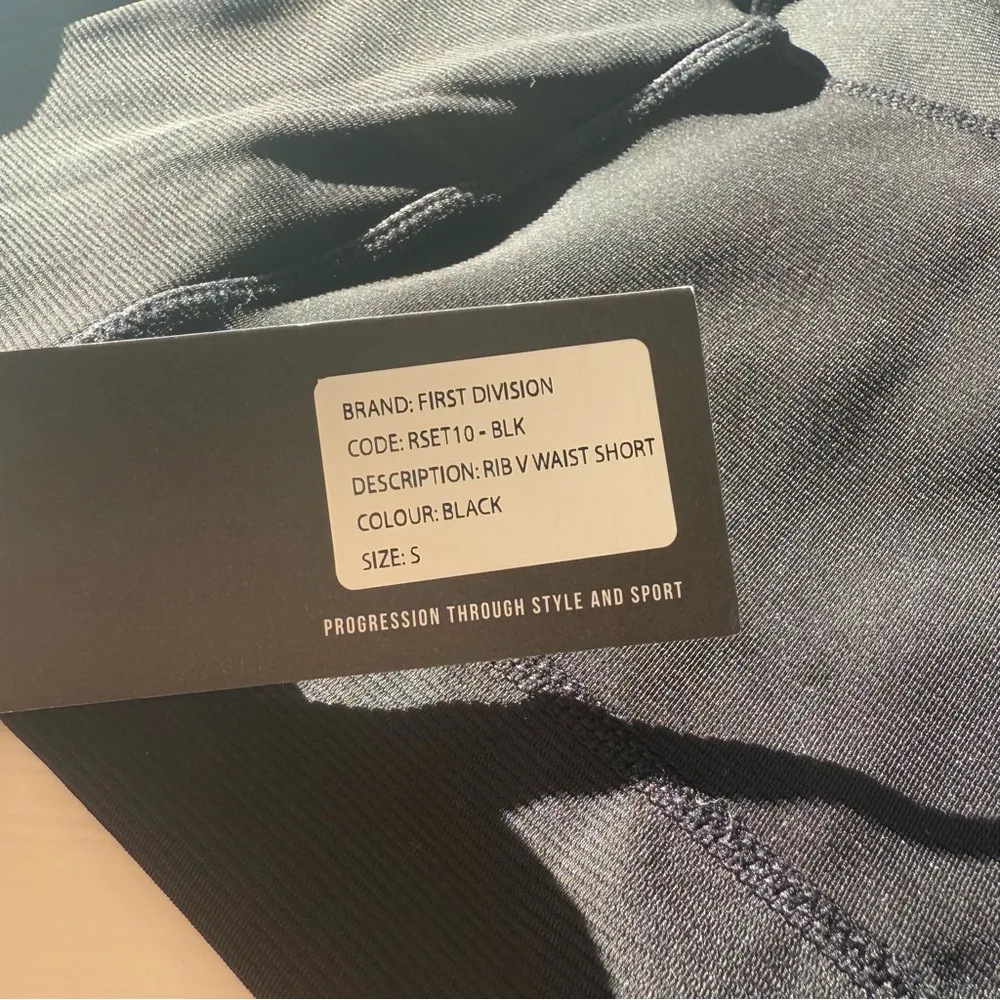 BRAND: FIRST DIVISION
CODE: RSET10 - BLK
DESCRIPTION: RIB V WAIST SHORT
COLOUR: BLACK
SIZE: S
PROGRESSION THROUGH STYLE AND SPORT